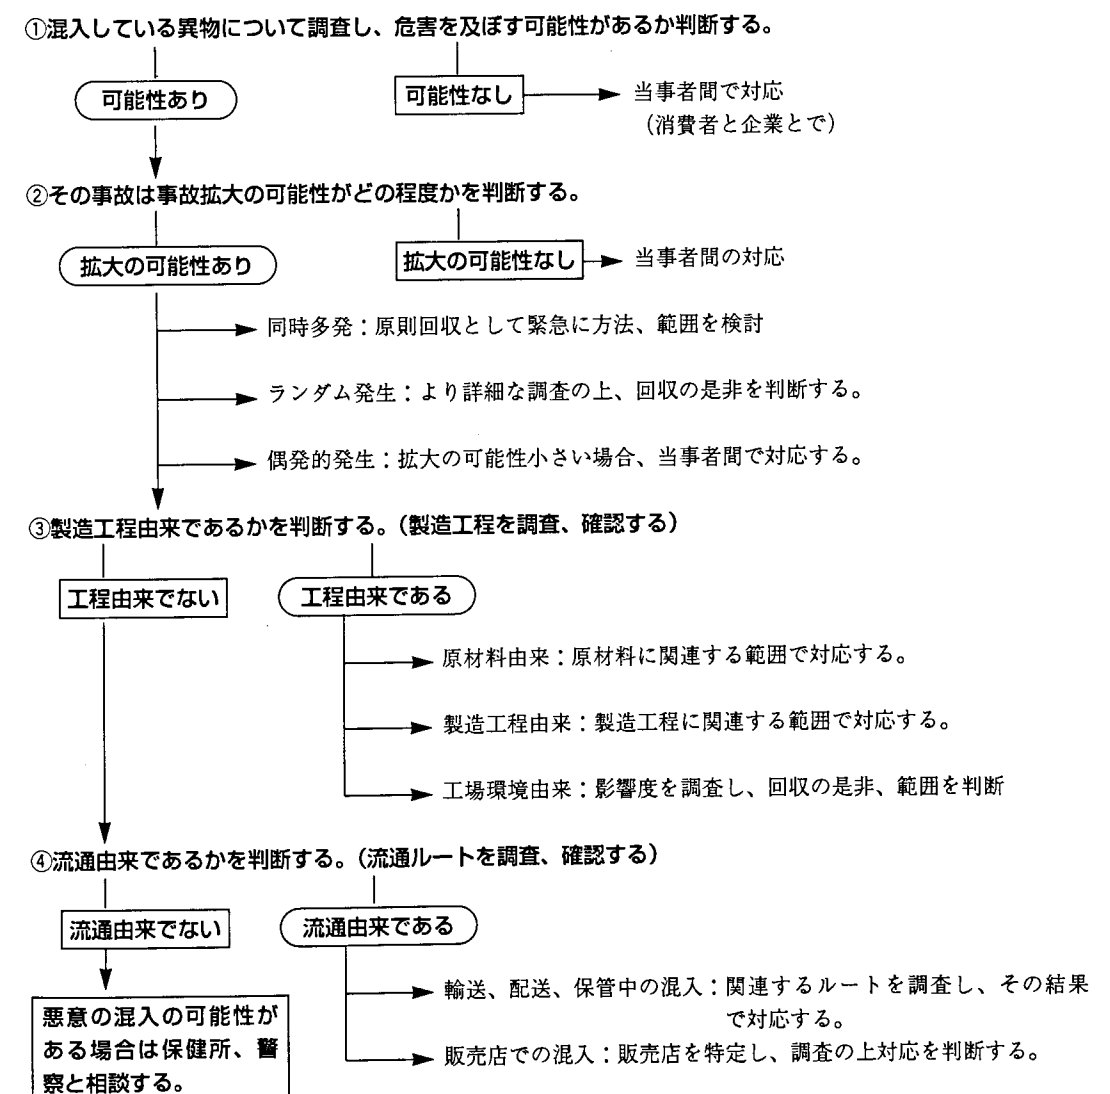 ①混入している異物について調査し、危害を及ぼす可能性があるか判断する。
可能性あり
可能性なし
当事者間で対応
(消費者と企業とで)
②その事故は事故拡大の可能性がどの程度かを判断する。
拡大の可能性あり
拡大の可能性なし
当事者間の対応
同時多発:原則回収として緊急に方法、範囲を検討
ランダム発生:より詳細な調査の上、回収の是非を判断する。
偶発的発生:拡大の可能性小さい場合、当事者間で対応する。
③製造工程由来であるかを判断する。(製造工程を調査、確認する)
工程由来でない
工程由来である
原材料由来:原材料に関連する範囲で対応する。
製造工程由来:製造工程に関連する範囲で対応する。
工場環境由来:影響度を調査し、回収の是非、範囲を判断
④流通由来であるかを判断する。(流通ルートを調査、確認する)
流通由来でない
流通由来である
輸送、配送、保管中の混入:関連するルートを調査し、その結果
で対応する。
販売店での混入:販売店を特定し、調査の上対応を判断する。
悪意の混入の可能性が
ある場合は保健所、警
察と相談する。